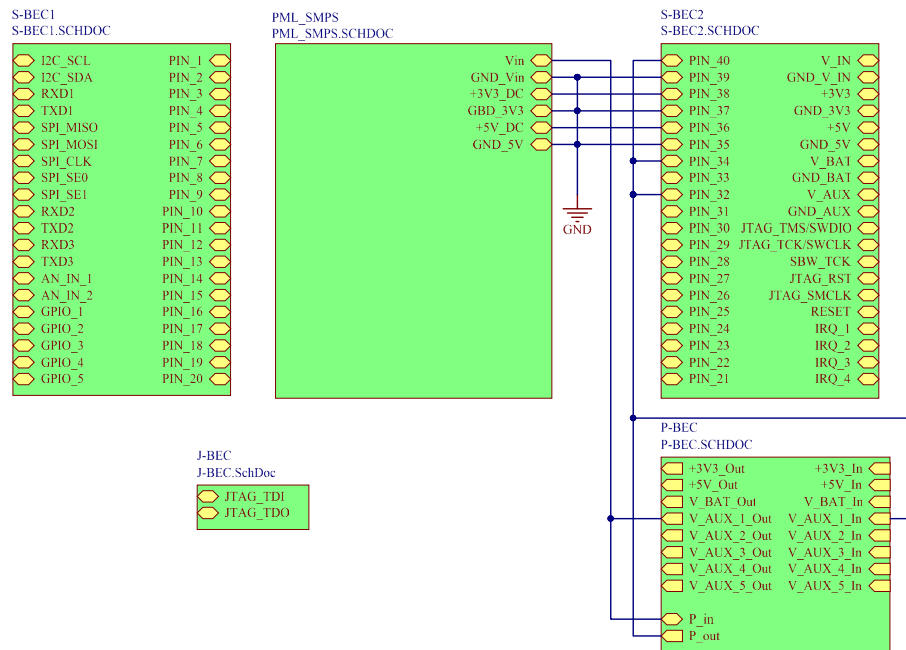 S-BEC1
S-BEC1.SCHDOC
I2C_SCL PIN_1
I2C_SDA PIN_2
RXD1 PIN_3
TXD1 PIN_4
SPI_MISO PIN_5
SPI_MOSI PIN_6
SPI_CLK PIN_7
SPI_SE0 PIN_8
SPI_SE1 PIN_9
RXD2 PIN_10
TXD2 PIN_11
RXD3 PIN_12
TXD3 PIN_13
AN_IN_1 PIN_14
AN_IN_2 PIN_15
GPIO_1 PIN_16
GPIO_2 PIN_17
GPIO_3 PIN_18
GPIO_4 PIN_19
GPIO_5 PIN_20
PML_SMPS
PML_SMPS.SCHDOC
Vin
GND_Vin
+3V3_DC
GBD_3V3
+5V_DC
GND_5V
GND
S-BEC2
S-BEC2.SCHDOC
PIN_40 V_IN
PIN_39 GND_V_IN
PIN_38 +3V3
PIN_37 GND_3V3
PIN_36 +5V
PIN_35 GND_5V
PIN_34 V_BAT
PIN_33 GND_BAT
PIN_32 V_AUX
PIN_31 GND_AUX
PIN_30 JTAG_TMS/SWDIO
PIN_29 JTAG_TCK/SWCLK
PIN_28 SBW_TCK
PIN_27 JTAG_RST
PIN_26 JTAG_SMCLK
PIN_25 RESET
PIN_24 IRQ_1
PIN_23 IRQ_2
PIN_22 IRQ_3
PIN_21 IRQ_4
J-BEC
J-BEC.SchDoc
JTAG_TDI
JTAG_TDO
P-BEC
P-BEC.SCHDOC
+3V3_Out +3V3_In
+5V_Out +5V_In
V_BAT_Out V_BAT_In
V_AUX_1_Out V_AUX_1_In
V_AUX_2_Out V_AUX_2_In
V_AUX_3_Out V_AUX_3_In
V_AUX_4_Out V_AUX_4_In
V_AUX_5_Out V_AUX_5_In
P_in
P_out